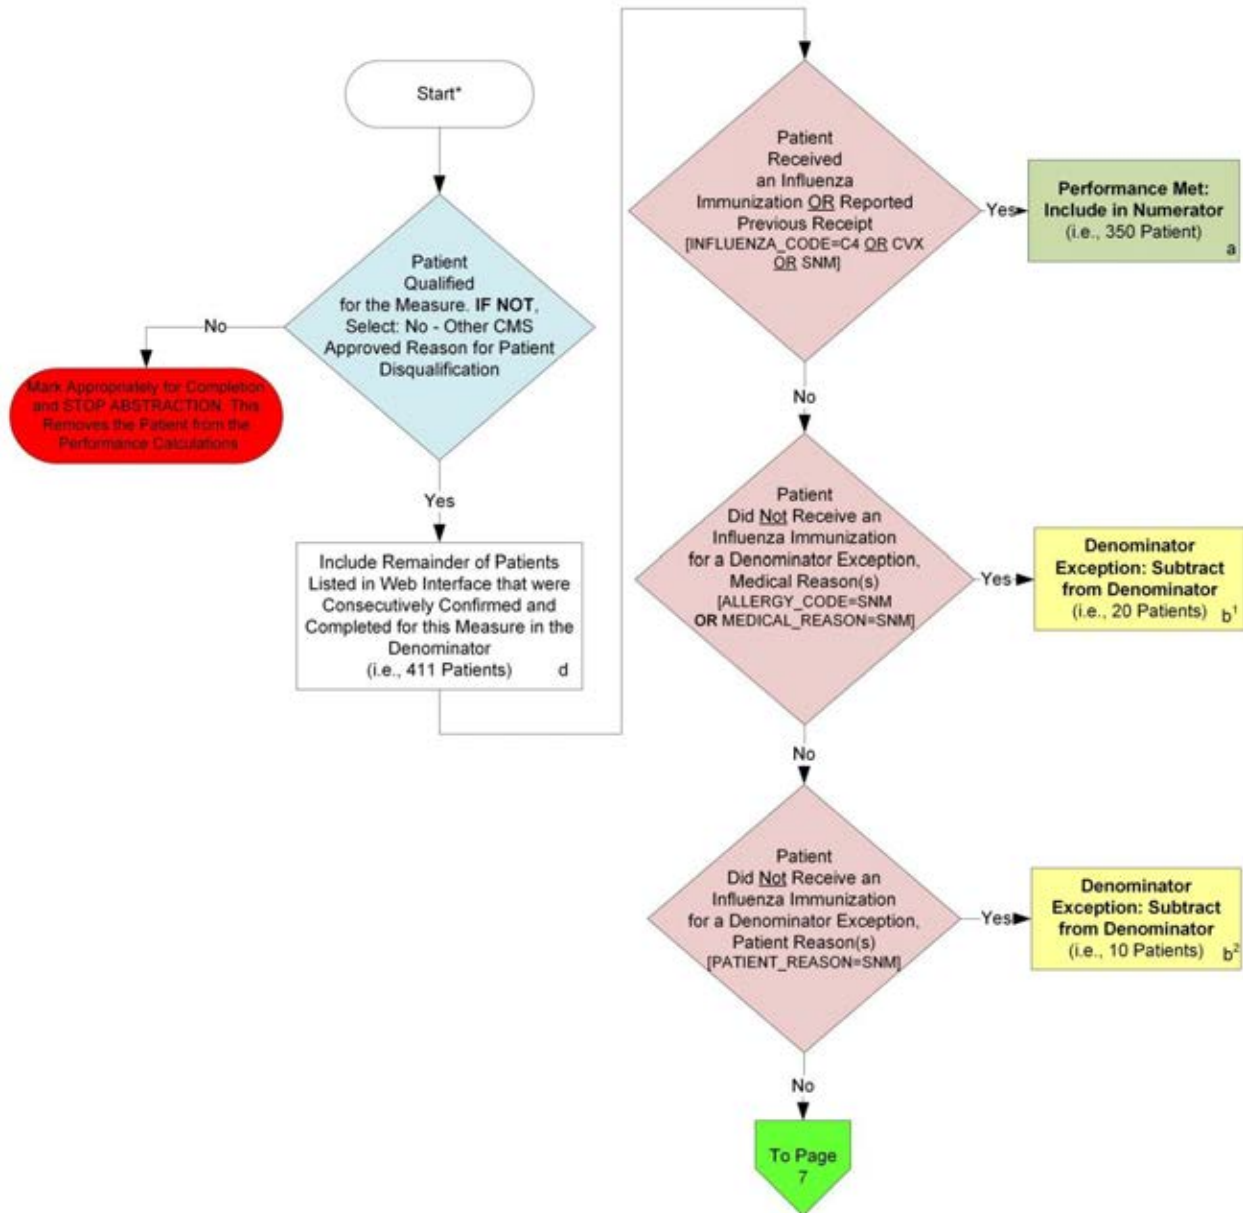 Start*
Patient
Qualified
for the Measure. IF NOT,
Select: No - Other CMS
Approved Reason for Patient
Disqualification
No
Mark Appropriately for Completion
and STOP ABSTRACTION. This
Removes the Patient from the
Performance Calculations
Yes
Include Remainder of Patients
Listed in Web Interface that were
Consecutively Confirmed and
Completed for this Measure in the
Denominator
(i.e., 411 Patients) d
Patient
Received
an Influenza
Immunization OR Reported
Previous Receipt
[INFLUENZA_CODE=C4 OR CVX
OR SNM]
Yes
Performance Met:
Include in Numerator
(i.e., 350 Patient)
a
No
Patient
Did Not Receive an
Influenza Immunization
for a Denominator Exception,
Medical Reason(s)
[ALLERGY_CODE=SNM
OR MEDICAL_REASON=SNM]
Yes
Denominator
Exception: Subtract
from Denominator
(i.e., 20 Patients) b¹
No
Patient
Did Not Receive an
Influenza Immunization
for a Denominator Exception,
Patient Reason(s)
[PATIENT_REASON=SNM]
Yes
Denominator
Exception: Subtract
from Denominator
(i.e., 10 Patients) b²
No
To Page
7